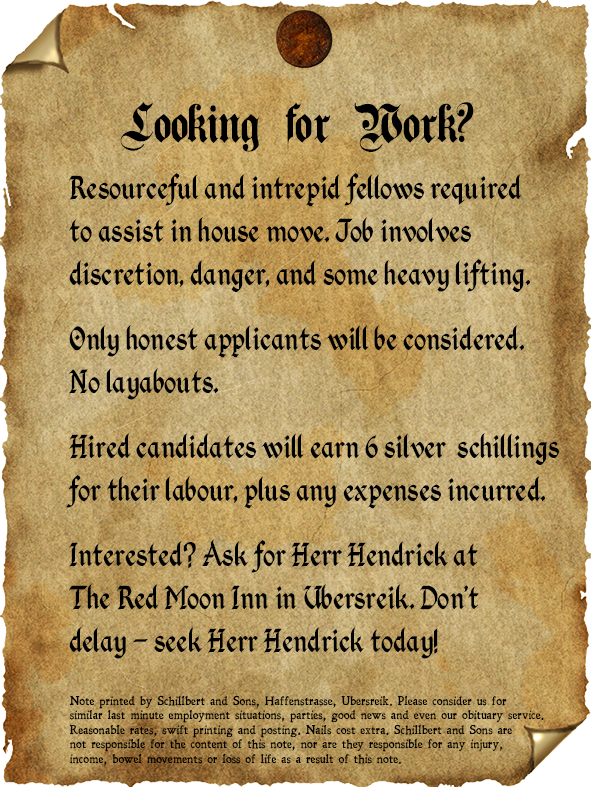 Looking for Work?
Resourceful and intrepid fellows required
to assist in house move. Job involves
discretion, danger, and some heavy lifting.
Only honest applicants will be considered.
No layabouts.
Hired candidates will earn 6 silver schillings
for their labour, plus any expenses incurred.
Interested? Ask for Herr Hendrick at
The Red Moon Inn in Ubersreik. Don't
delay – seek Herr Hendrick today!
Note printed by Schillbert and Sons, Haffenstrasse, Ubersreik. Please consider us for
similar last minute employment situations, parties, good news and even our obituary service.
Reasonable rates, swift printing and posting. Nails cost extra. Schillbert and Sons are
not responsible for the content of this note, nor are they responsible for any injury,
income, bowel movements or loss of life as a result of this note.